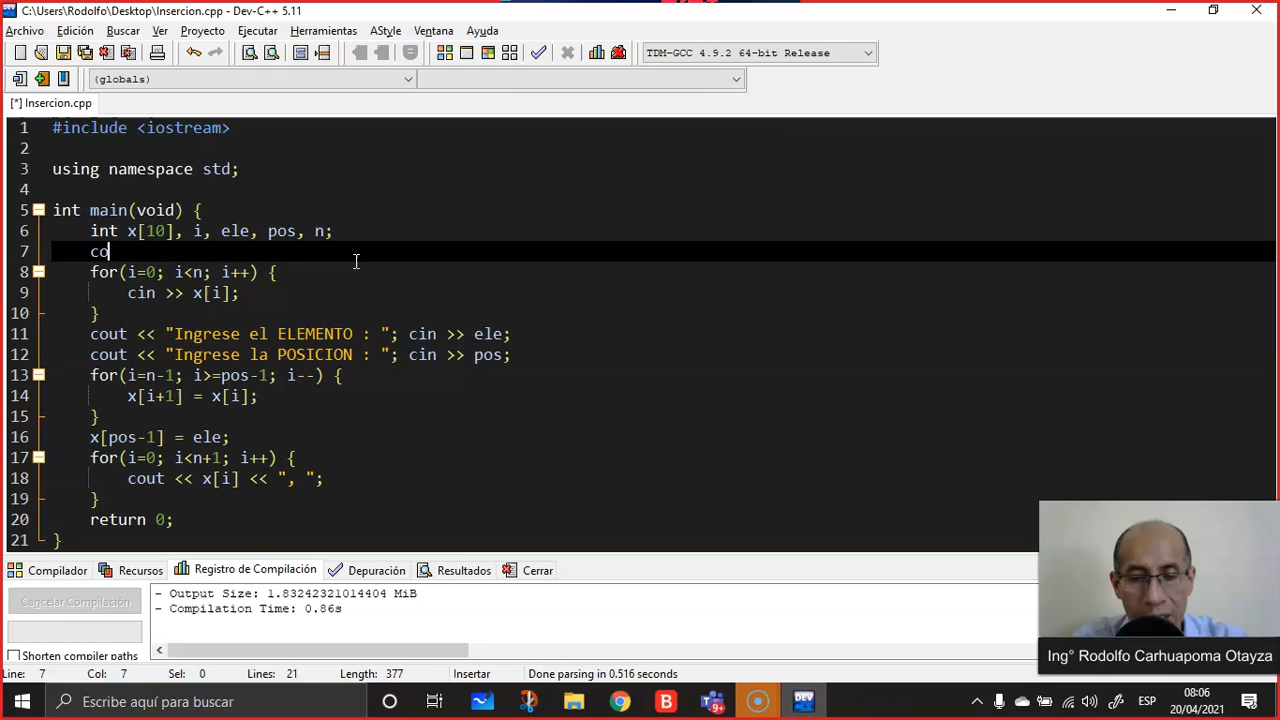 C:\Users\Rodolfo\Desktop\Insercion.cpp - Dev-C++ 5.11
Archivo Edición Buscar Ver Proyecto Ejecutar Herramientas AStyle Ventana Ayuda
TDM-GCC 4.9.2 64-bit Release
(globals)
[*] Insercion.cpp
1 #include <iostream>
2
3 using namespace std;
4
5 int main(void) {
6 int x[10], i, ele, pos, n;
7 co
8 for(i=0; i<n; i++) {
9 cin >> x[i];
10 }
11 cout << "Ingrese el ELEMENTO : "; cin >> ele;
12 cout << "Ingrese la POSICION : "; cin >> pos;
13 for(i=n-1; i>=pos-1; i--) {
14 x[i+1] = x[i];
15 }
16 x[pos-1] = ele;
17 for(i=0; i<n+1; i++) {
18 cout << x[i] << ", ";
19 }
20 return 0;
21 }
Compilador Recursos Registro de Compilación Depuración Resultados Cerrar
Cancelar Compilación
- Output Size: 1.83242321014404 MiB
- Compilation Time: 0.86s
Shorten compiler paths
Ing° Rodolfo Carhuapoma Otayza
Line: 7 Col: 7 Sel: 0 Lines: 21 Length: 377 Insertar Done parsing in 0.516 seconds
Escribe aquí para buscar
B
9+
DEV
ESP
08:06
20/04/2021